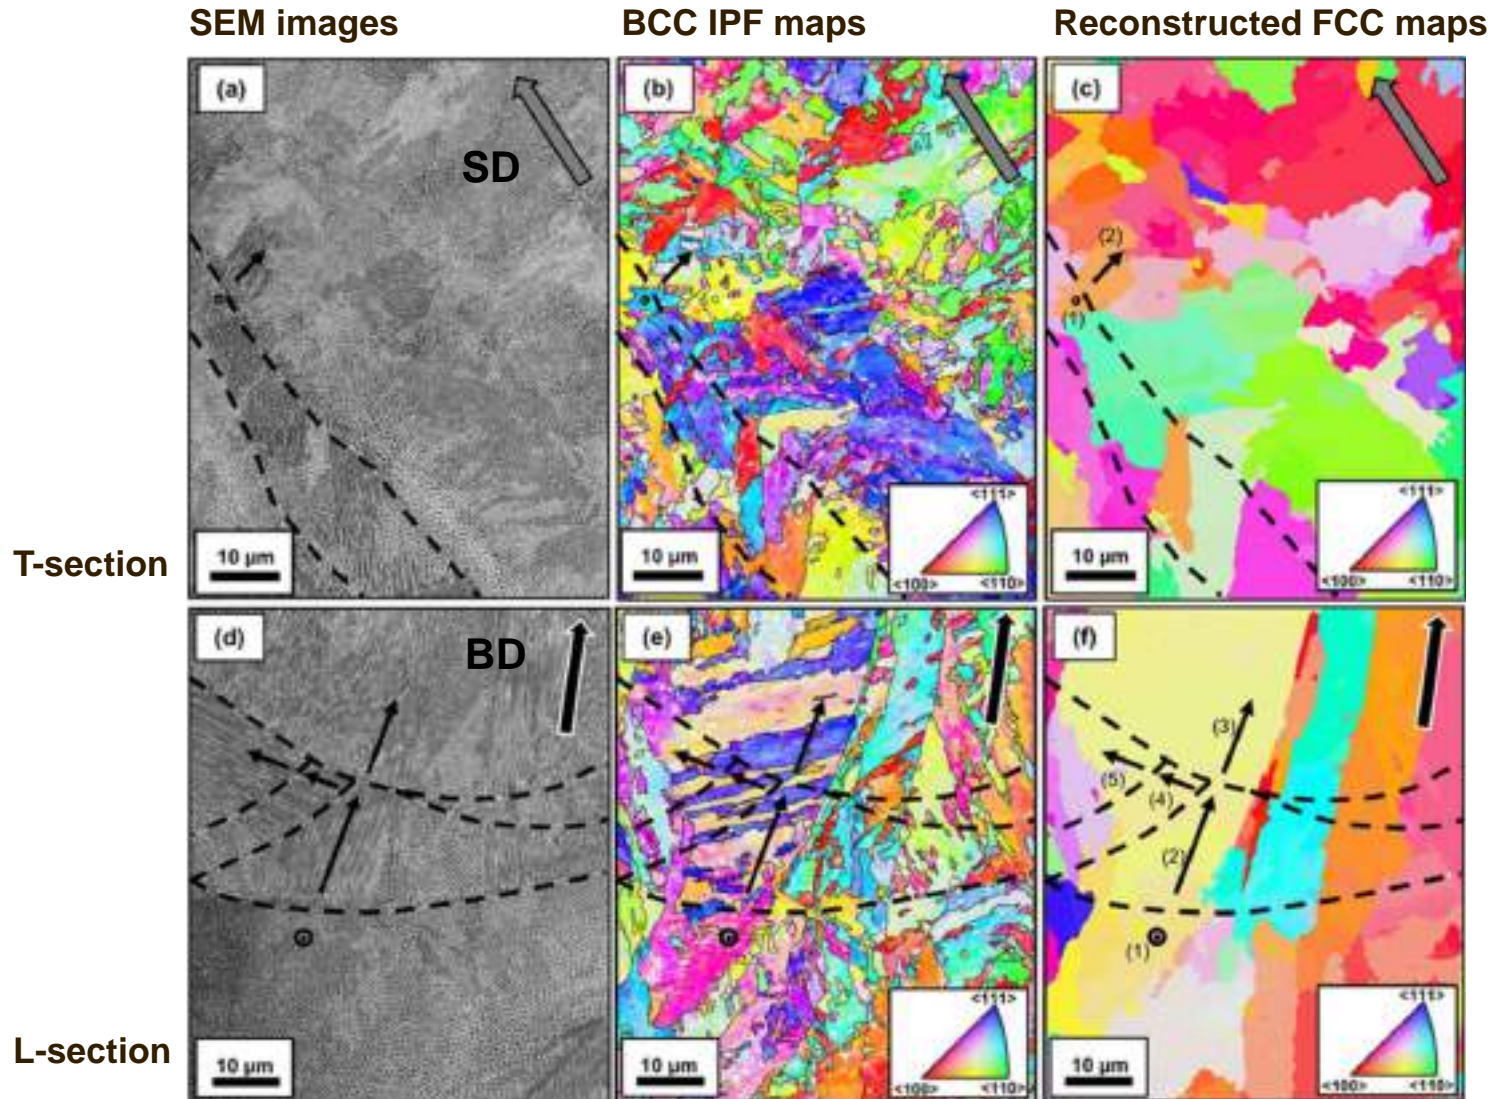 SEM images
BCC IPF maps
Reconstructed FCC maps
T-section
(a)
SD
10 µm
(b)
<111>
<100>
<110>
10 µm
(c)
(2)
(1)
<111>
<100>
<110>
10 µm
L-section
(d)
BD
10 µm
(e)
<111>
<100>
<110>
10 µm
(f)
(3)
(5)
(4)
(2)
(1)
<111>
<100>
<110>
10 µm